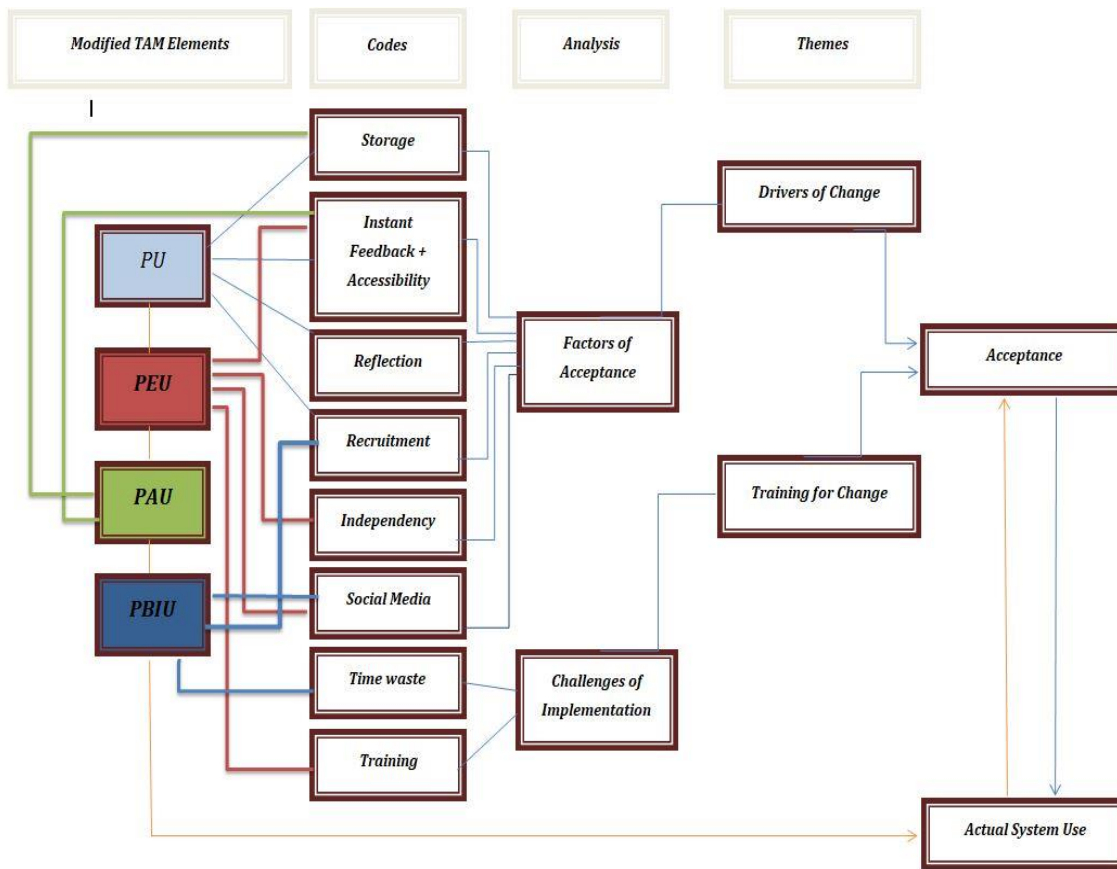 Modified TAM Elements
Codes
Analysis
Themes
Storage
Instant
Feedback +
Accessibility
Reflection
Recruitment
Independency
Social Media
Time waste
Training
PU
PEU
PAU
PBIU
Factors of
Acceptance
Challenges of
Implementation
Drivers of Change
Training for Change
Acceptance
Actual System Use